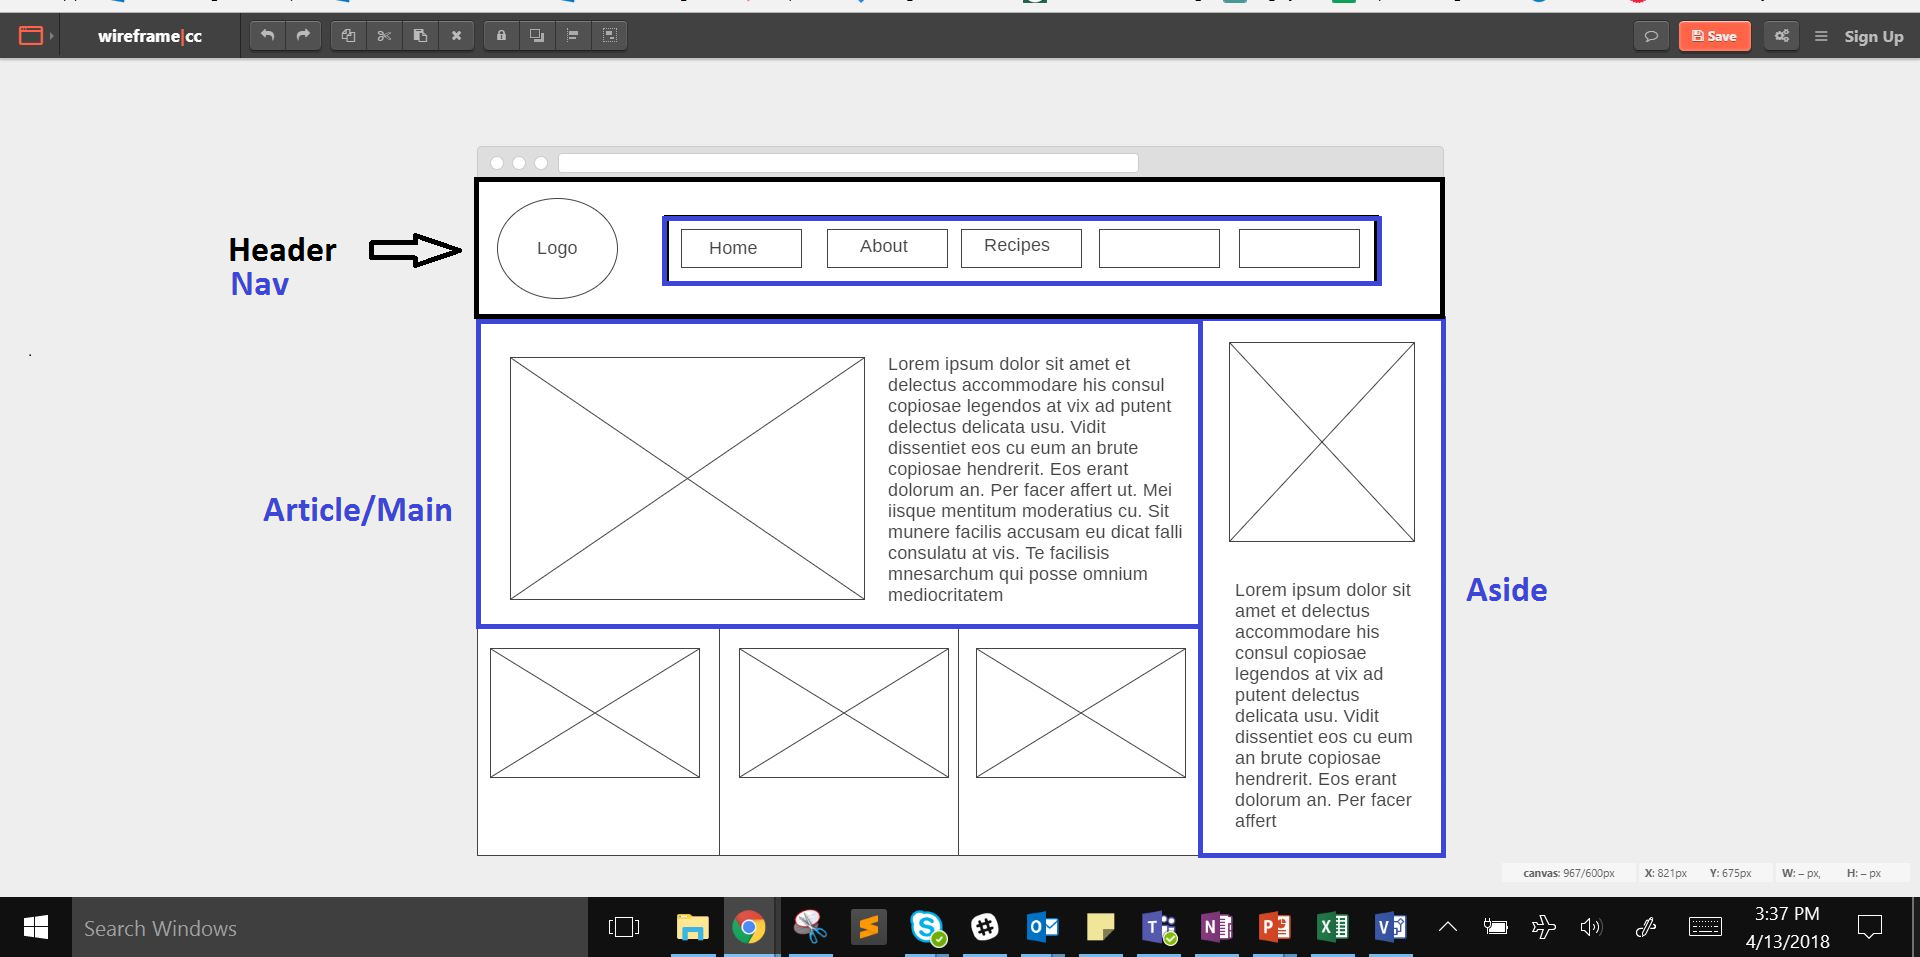 wireframe|cc
Save
Sign Up
Header
Nav
Logo
Home
About
Recipes
Article/Main
Lorem ipsum dolor sit amet et
delectus accommodare his consul
copiosae legendos at vix ad putent
delectus delicata usu. Vidit
dissentiet eos cu eum an brute
copiosae hendrerit. Eos erant
dolorum an. Per facer affert ut. Mei
iisque mentitum moderatius cu. Sit
munere facilis accusam eu dicat falli
consulatu at vis. Te facilisis
mnesarchum qui posse omnium
mediocritatem
Aside
Lorem ipsum dolor sit
amet et delectus
accommodare his
consul copiosae
legendos at vix ad
putent delectus
delicata usu. Vidit
dissentiet eos cu eum
an brute copiosae
hendrerit. Eos erant
dolorum an. Per facer
affert
canvas: 967/600px X: 821px Y: 675px W: – px, H: – px
Search Windows
3:37 PM
4/13/2018